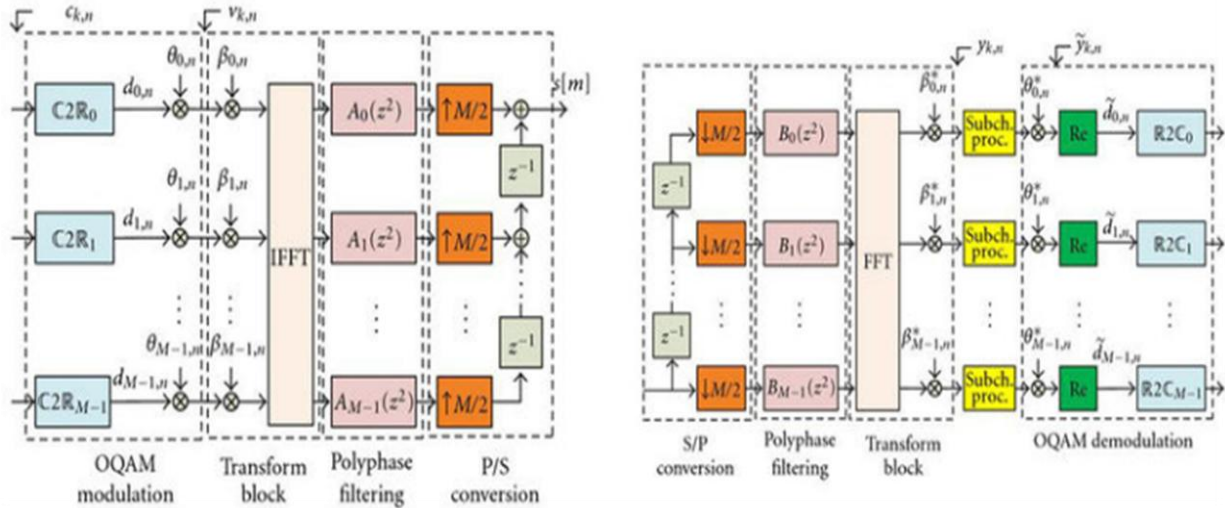 c_{k,n}
v_{k,n}
θ_{0,n} β_{0,n}
ℂ2ℝ_0 d_{0,n} A_0(z^2) ↑M/2 s[m]
z^{-1}
θ_{1,n} β_{1,n}
ℂ2ℝ_1 d_{1,n} A_1(z^2) ↑M/2
IFFT
z^{-1}
θ_{M-1,n} β_{M-1,n}
ℂ2ℝ_{M-1} d_{M-1,n} A_{M-1}(z^2) ↑M/2
OQAM modulation
Transform block
Polyphase filtering
P/S conversion
y_{k,n} ỹ_{k,n}
β*_{0,n} θ*_{0,n}
↓M/2 B_0(z^2) Subch. proc. Re d̃_{0,n} ℝ2ℂ_0
z^{-1}
β*_{1,n} θ*_{1,n}
↓M/2 B_1(z^2) Subch. proc. Re d̃_{1,n} ℝ2ℂ_1
FFT
z^{-1}
β*_{M-1,n} θ*_{M-1,n}
↓M/2 B_{M-1}(z^2) Subch. proc. Re d̃_{M-1,n} ℝ2ℂ_{M-1}
S/P conversion
Polyphase filtering
Transform block
OQAM demodulation